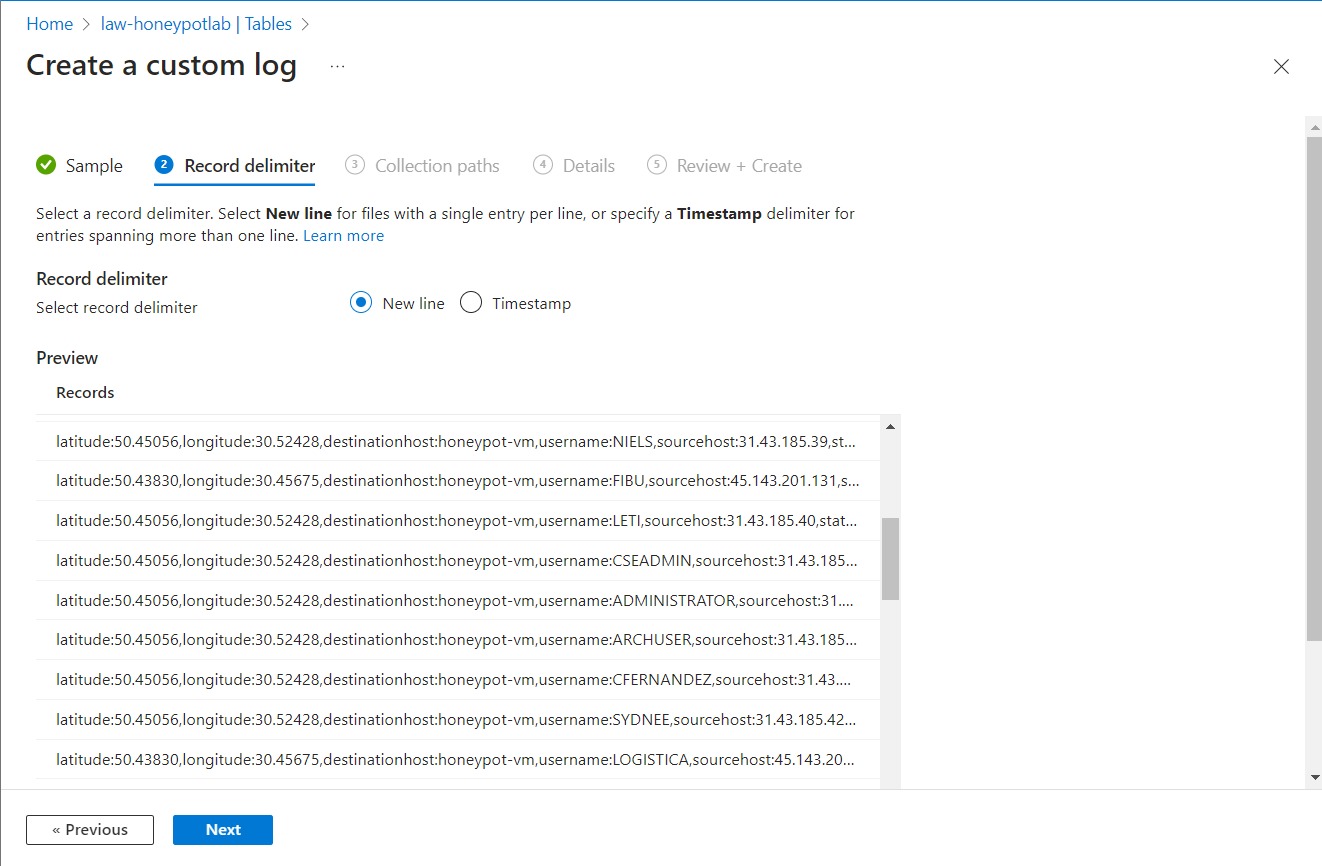 Home > law-honeypotlab | Tables >
Create a custom log ...
Sample 2 Record delimiter 3 Collection paths 4 Details 5 Review + Create
Select a record delimiter. Select New line for files with a single entry per line, or specify a Timestamp delimiter for
entries spanning more than one line. Learn more
Record delimiter
Select record delimiter New line Timestamp
Preview
Records
latitude:50.45056,longitude:30.52428,destinationhost:honeypot-vm,username:NIELS,sourcehost:31.43.185.39,st...
latitude:50.43830,longitude:30.45675,destinationhost:honeypot-vm,username:FIBU,sourcehost:45.143.201.131,s...
latitude:50.45056,longitude:30.52428,destinationhost:honeypot-vm,username:LETI,sourcehost:31.43.185.40,stat...
latitude:50.45056,longitude:30.52428,destinationhost:honeypot-vm,username:CSEADMIN,sourcehost:31.43.185...
latitude:50.45056,longitude:30.52428,destinationhost:honeypot-vm,username:ADMINISTRATOR,sourcehost:31....
latitude:50.45056,longitude:30.52428,destinationhost:honeypot-vm,username:ARCHUSER,sourcehost:31.43.185...
latitude:50.45056,longitude:30.52428,destinationhost:honeypot-vm,username:CFERNANDEZ,sourcehost:31.43....
latitude:50.45056,longitude:30.52428,destinationhost:honeypot-vm,username:SYDNEE,sourcehost:31.43.185.42...
latitude:50.43830,longitude:30.45675,destinationhost:honeypot-vm,username:LOGISTICA,sourcehost:45.143.20...
« Previous Next